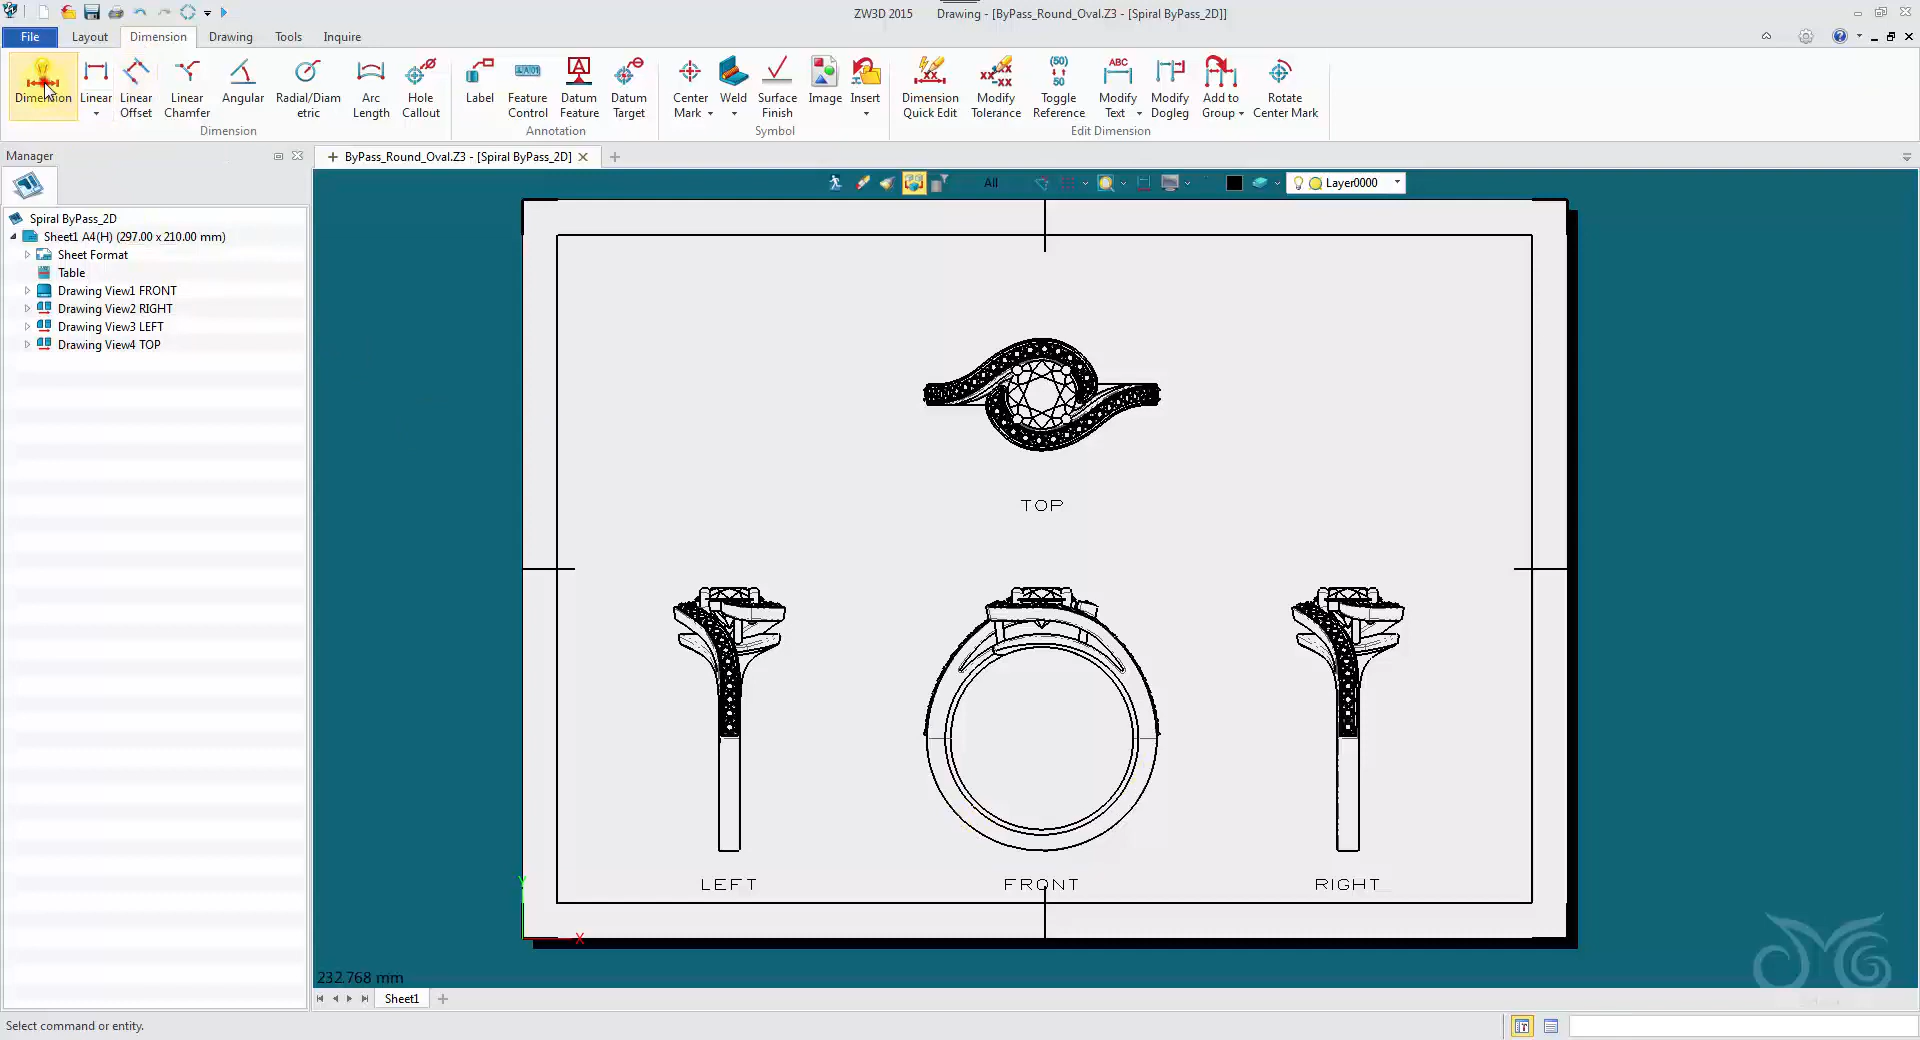 ZW3D 2015 Drawing - [ByPass_Round_Oval.Z3 - [Spiral ByPass_2D]]
File Layout Dimension Drawing Tools Inquire
Dimension
Linear
Linear Offset
Linear Chamfer
Angular
Radial/Diam etric
Arc Length
Hole Callout
Label
Feature Control
Datum Feature
Datum Target
Center Mark
Weld
Surface Finish
Image
Insert
Dimension Quick Edit
Modify Tolerance
Toggle Reference
Modify Text
Modify Dogleg
Add to Group
Rotate Center Mark
Dimension Annotation Symbol Edit Dimension
Manager
ByPass_Round_Oval.Z3 - [Spiral ByPass_2D]
All
Layer0000
Spiral ByPass_2D
Sheet1 A4(H) (297.00 x 210.00 mm)
Sheet Format
Table
Drawing View1 FRONT
Drawing View2 RIGHT
Drawing View3 LEFT
Drawing View4 TOP
TOP
LEFT FRONT RIGHT
Y
X
232.768 mm
Sheet1
Select command or entity.